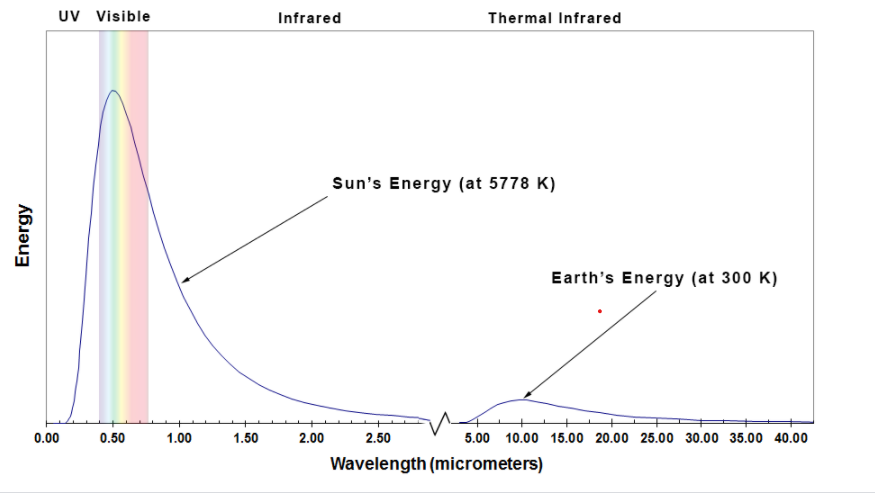 UV Visible Infrared Thermal Infrared
Sun's Energy (at 5778 K)
Energy
Earth's Energy (at 300 K)
0.00 0.50 1.00 1.50 2.00 2.50 5.00 10.00 15.00 20.00 25.00 30.00 35.00 40.00
Wavelength (micrometers)